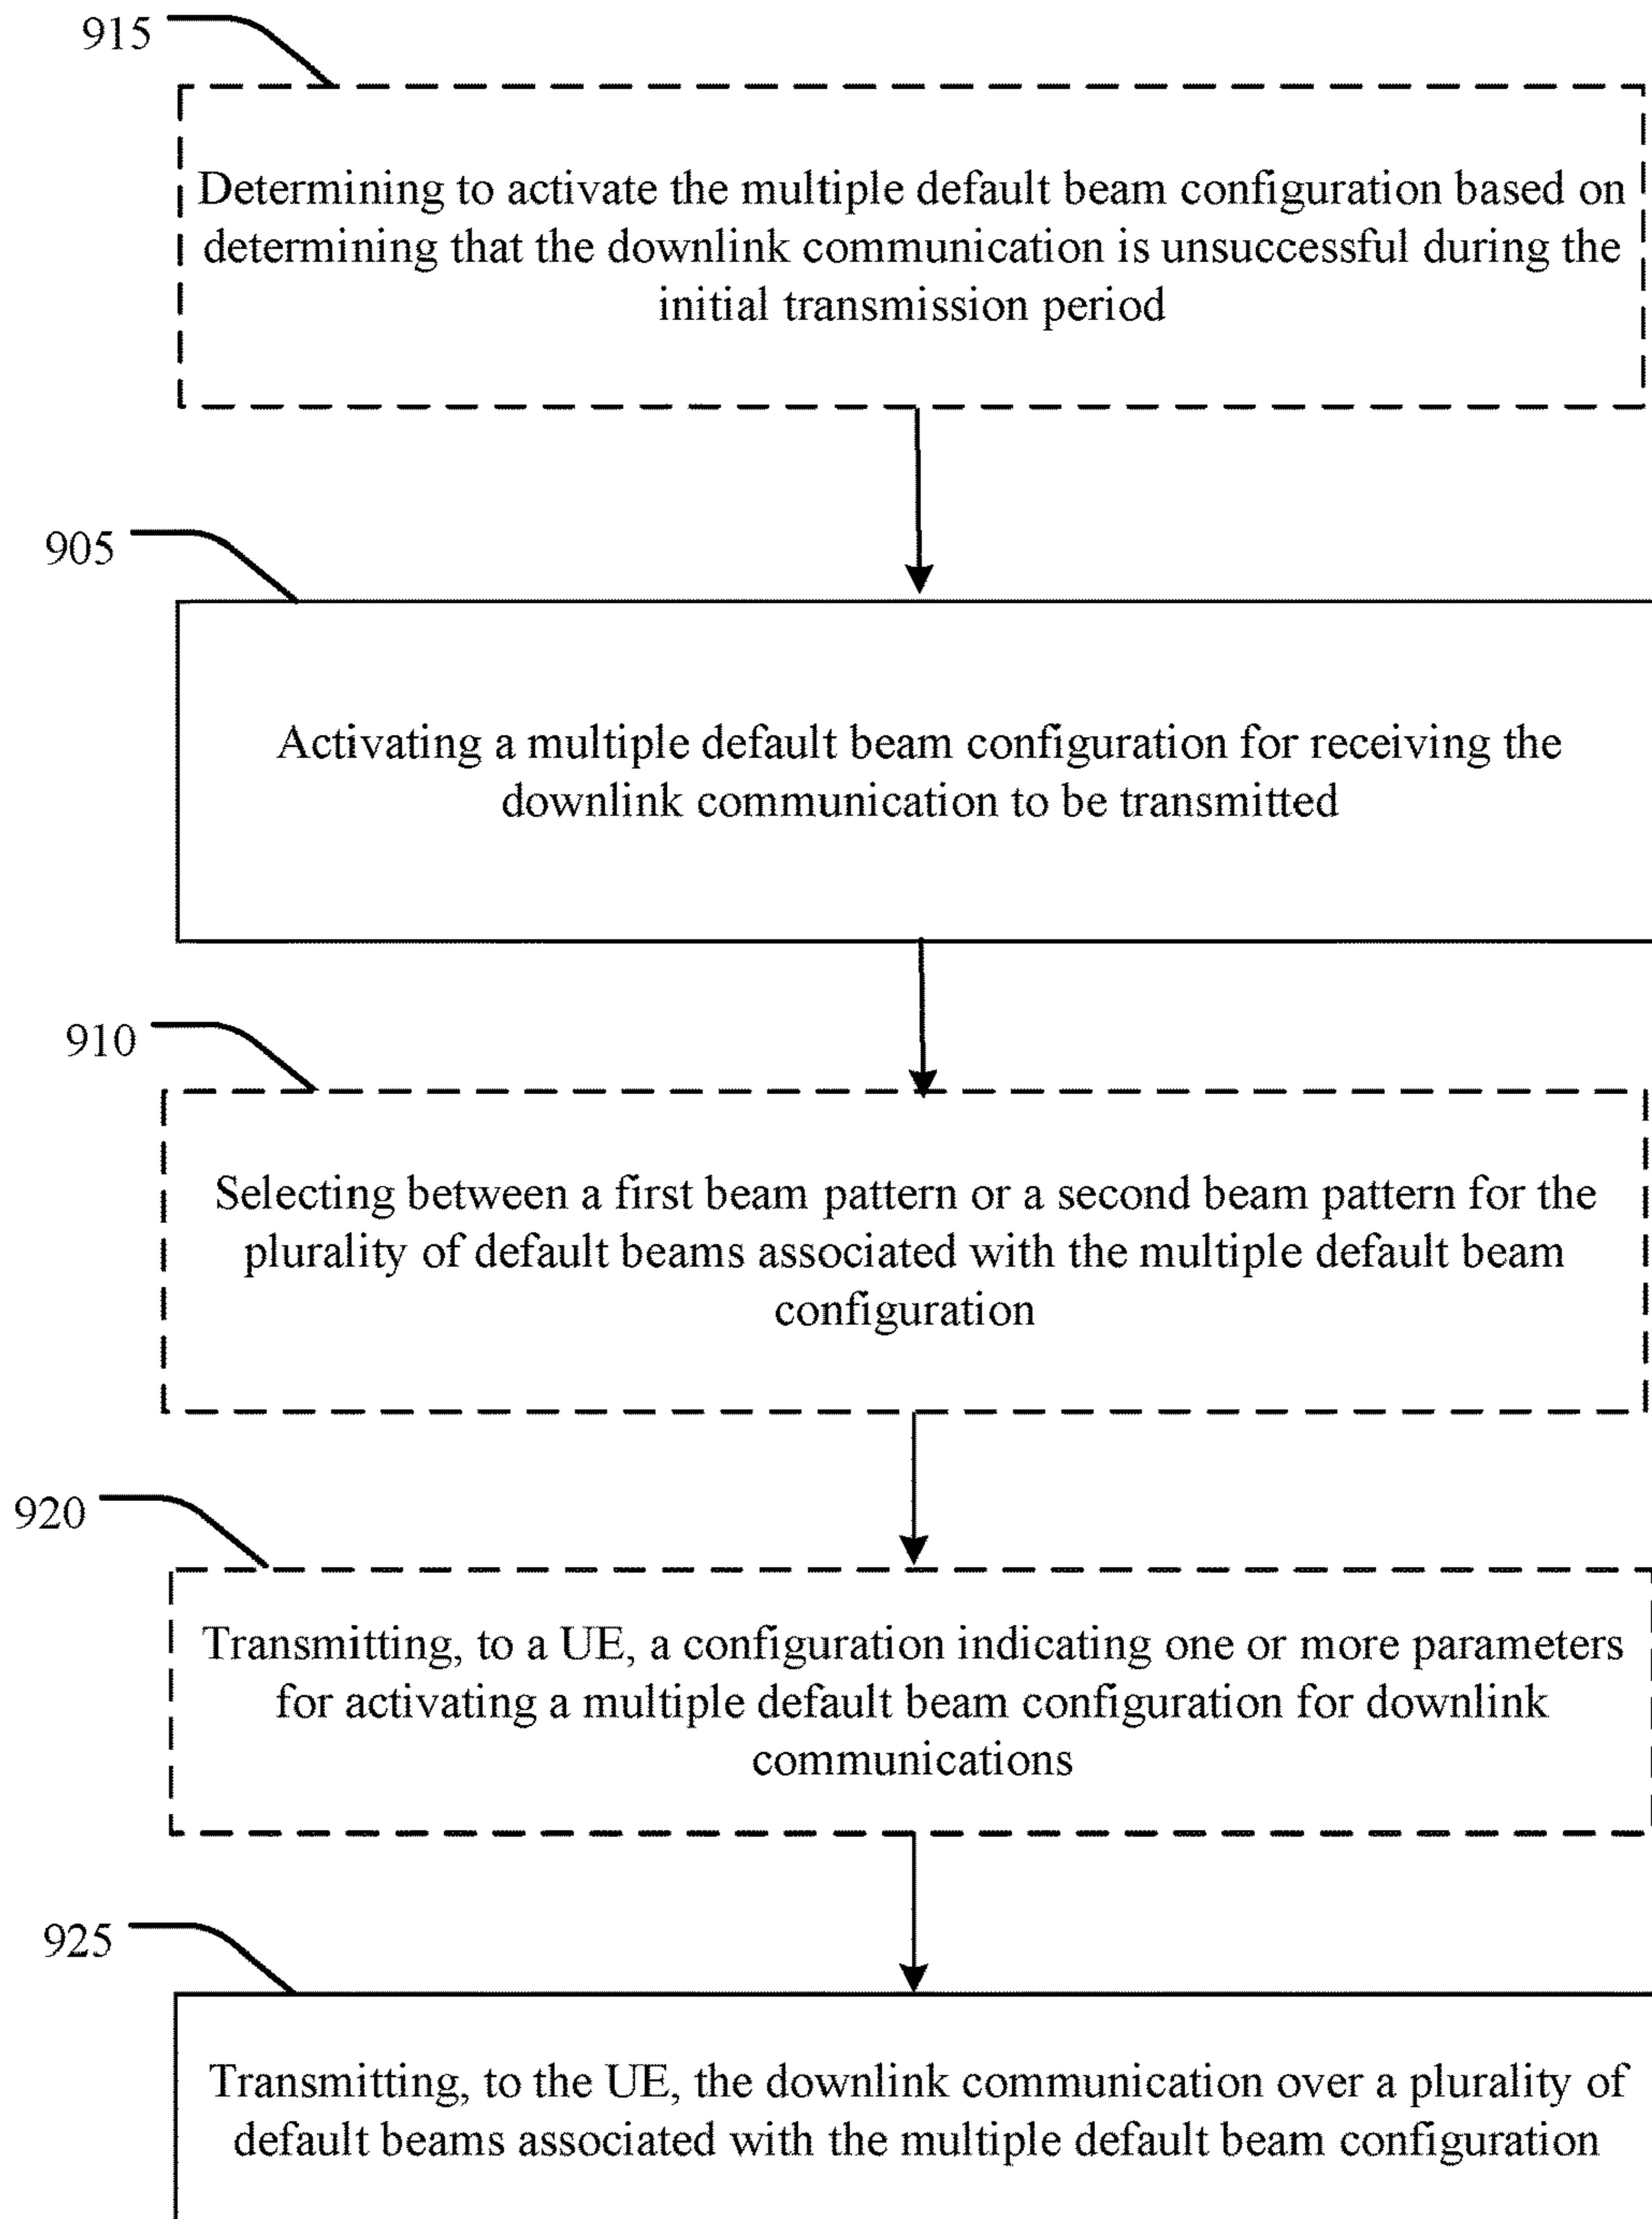 915
Determining to activate the multiple default beam configuration based on
determining that the downlink communication is unsuccessful during the
initial transmission period
905
Activating a multiple default beam configuration for receiving the
downlink communication to be transmitted
910
Selecting between a first beam pattern or a second beam pattern for the
plurality of default beams associated with the multiple default beam
configuration
920
Transmitting, to a UE, a configuration indicating one or more parameters
for activating a multiple default beam configuration for downlink
communications
925
Transmitting, to the UE, the downlink communication over a plurality of
default beams associated with the multiple default beam configuration